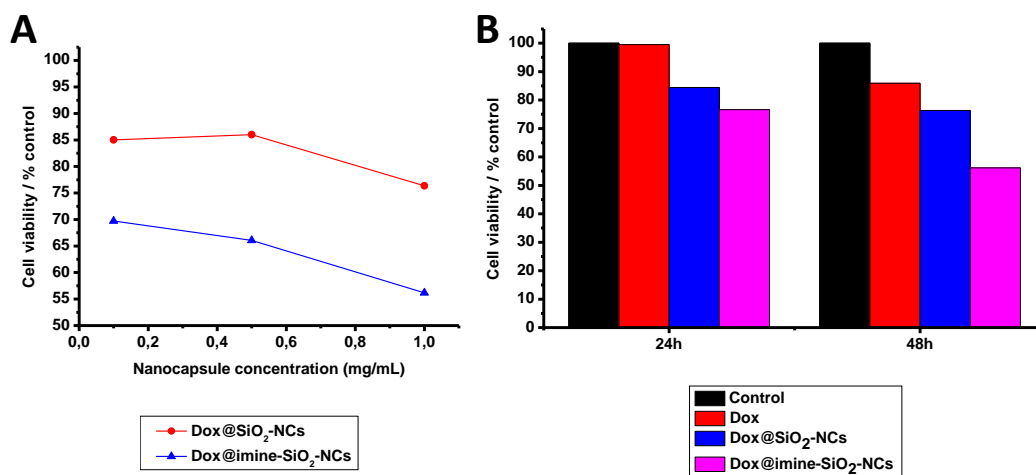 A
Cell viability / % control
100
95
90
85
80
75
70
65
60
55
50
0,0 0,2 0,4 0,6 0,8 1,0
Nanocapsule concentration (mg/mL)
Dox@SiO₂-NCs
Dox@imine-SiO₂-NCs
B
Cell viability / % control
100
90
80
70
60
50
40
30
20
10
0
24h 48h
Control
Dox
Dox@SiO₂-NCs
Dox@imine-SiO₂-NCs